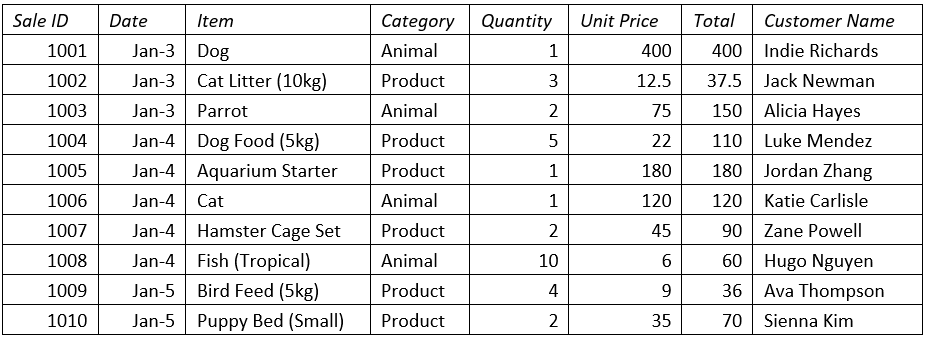 Sale ID Date Item Category Quantity Unit Price Total Customer Name
1001 Jan-3 Dog Animal 1 400 400 Indie Richards
1002 Jan-3 Cat Litter (10kg) Product 3 12.5 37.5 Jack Newman
1003 Jan-3 Parrot Animal 2 75 150 Alicia Hayes
1004 Jan-4 Dog Food (5kg) Product 5 22 110 Luke Mendez
1005 Jan-4 Aquarium Starter Product 1 180 180 Jordan Zhang
1006 Jan-4 Cat Animal 1 120 120 Katie Carlisle
1007 Jan-4 Hamster Cage Set Product 2 45 90 Zane Powell
1008 Jan-4 Fish (Tropical) Animal 10 6 60 Hugo Nguyen
1009 Jan-5 Bird Feed (5kg) Product 4 9 36 Ava Thompson
1010 Jan-5 Puppy Bed (Small) Product 2 35 70 Sienna Kim